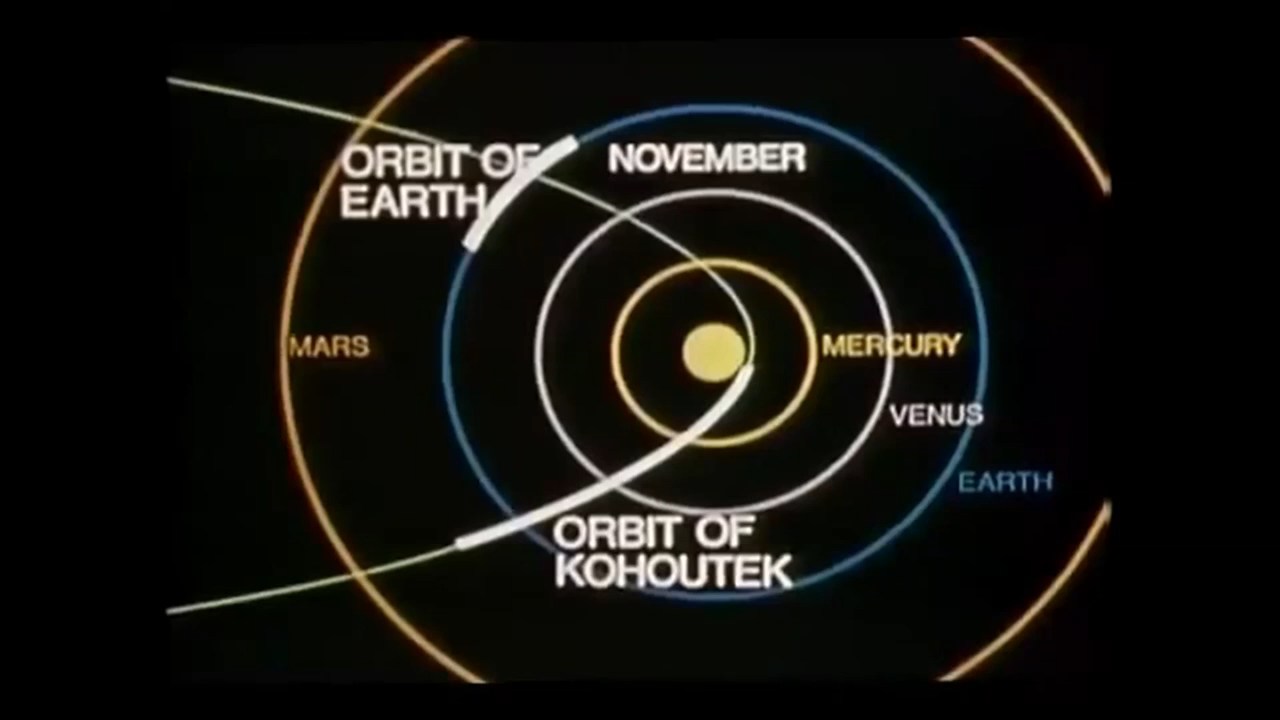 ORBIT OF
EARTH
NOVEMBER
MARS
MERCURY
VENUS
EARTH
ORBIT OF
KOHOUTEK